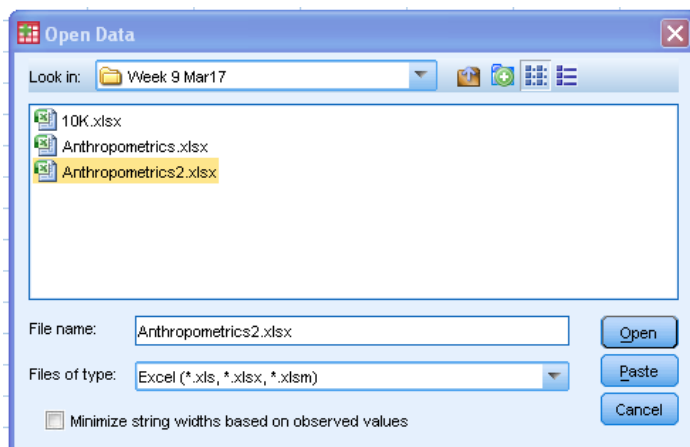 Open Data
Look in: Week 9 Mar17
10K.xlsx
Anthropometrics.xlsx
Anthropometrics2.xlsx
File name: Anthropometrics2.xlsx Open
Files of type: Excel (*.xls, *.xlsx, *.xlsm) Paste
Minimize string widths based on observed values Cancel